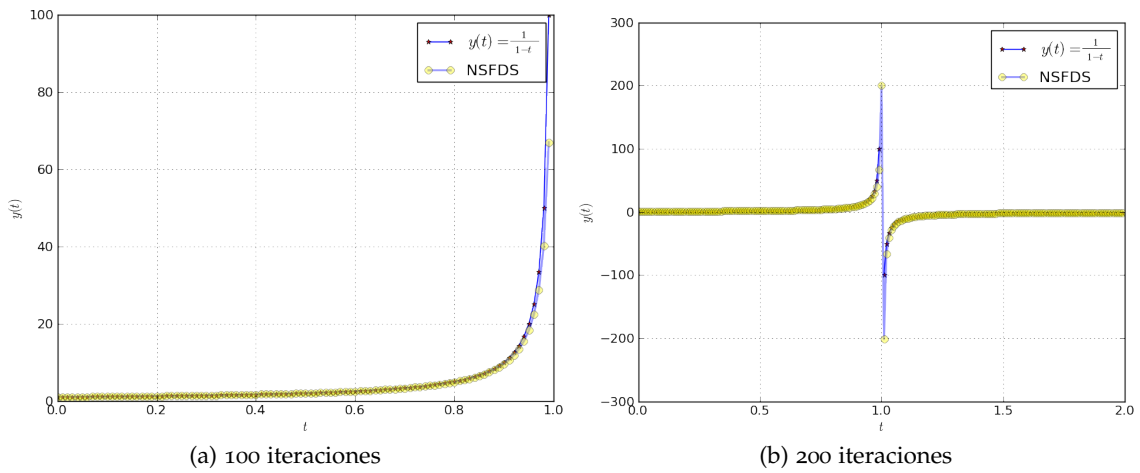 100
80
60
40
20
0
0.0 0.2 0.4 0.6 0.8 1.0
y(t)
t
y(t) = 1/(1−t)
NSFDS
(a) 100 iteraciones
300
200
100
0
−100
−200
−300
0.0 0.5 1.0 1.5 2.0
y(t)
t
y(t) = 1/(1−t)
NSFDS
(b) 200 iteraciones